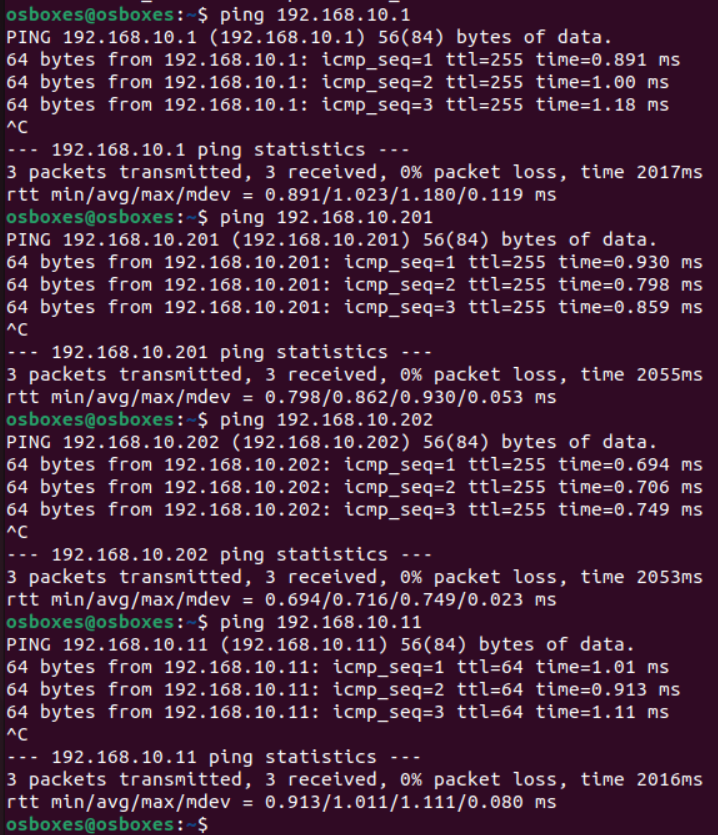 osboxes@osboxes:~$ ping 192.168.10.1
PING 192.168.10.1 (192.168.10.1) 56(84) bytes of data.
64 bytes from 192.168.10.1: icmp_seq=1 ttl=255 time=0.891 ms
64 bytes from 192.168.10.1: icmp_seq=2 ttl=255 time=1.00 ms
64 bytes from 192.168.10.1: icmp_seq=3 ttl=255 time=1.18 ms
^C
--- 192.168.10.1 ping statistics ---
3 packets transmitted, 3 received, 0% packet loss, time 2017ms
rtt min/avg/max/mdev = 0.891/1.023/1.180/0.119 ms
osboxes@osboxes:~$ ping 192.168.10.201
PING 192.168.10.201 (192.168.10.201) 56(84) bytes of data.
64 bytes from 192.168.10.201: icmp_seq=1 ttl=255 time=0.930 ms
64 bytes from 192.168.10.201: icmp_seq=2 ttl=255 time=0.798 ms
64 bytes from 192.168.10.201: icmp_seq=3 ttl=255 time=0.859 ms
^C
--- 192.168.10.201 ping statistics ---
3 packets transmitted, 3 received, 0% packet loss, time 2055ms
rtt min/avg/max/mdev = 0.798/0.862/0.930/0.053 ms
osboxes@osboxes:~$ ping 192.168.10.202
PING 192.168.10.202 (192.168.10.202) 56(84) bytes of data.
64 bytes from 192.168.10.202: icmp_seq=1 ttl=255 time=0.694 ms
64 bytes from 192.168.10.202: icmp_seq=2 ttl=255 time=0.706 ms
64 bytes from 192.168.10.202: icmp_seq=3 ttl=255 time=0.749 ms
^C
--- 192.168.10.202 ping statistics ---
3 packets transmitted, 3 received, 0% packet loss, time 2053ms
rtt min/avg/max/mdev = 0.694/0.716/0.749/0.023 ms
osboxes@osboxes:~$ ping 192.168.10.11
PING 192.168.10.11 (192.168.10.11) 56(84) bytes of data.
64 bytes from 192.168.10.11: icmp_seq=1 ttl=64 time=1.01 ms
64 bytes from 192.168.10.11: icmp_seq=2 ttl=64 time=0.913 ms
64 bytes from 192.168.10.11: icmp_seq=3 ttl=64 time=1.11 ms
^C
--- 192.168.10.11 ping statistics ---
3 packets transmitted, 3 received, 0% packet loss, time 2016ms
rtt min/avg/max/mdev = 0.913/1.011/1.111/0.080 ms
osboxes@osboxes:~$